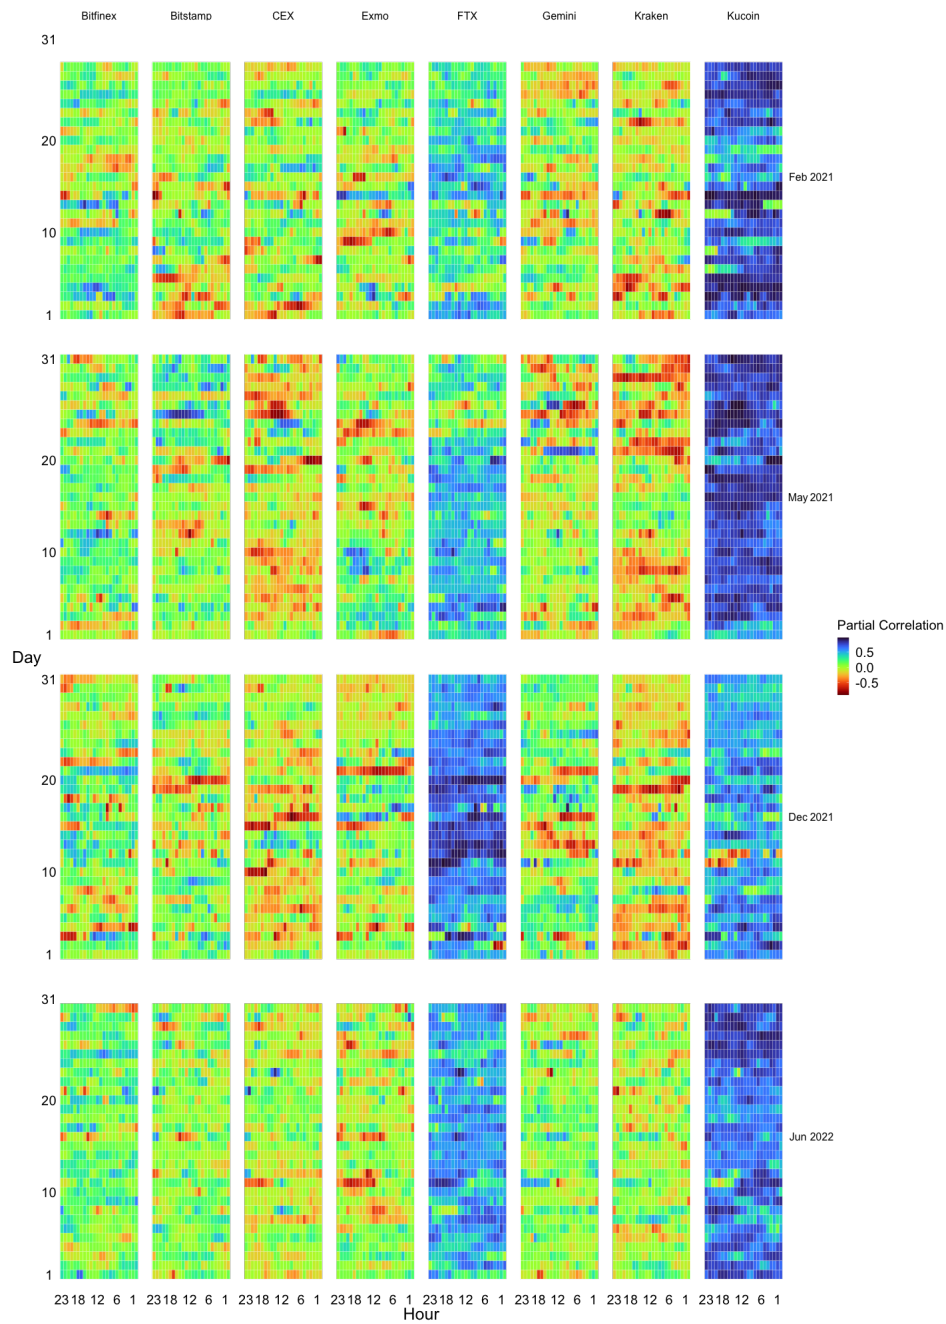 Bitfinex Bitstamp CEX Exmo FTX Gemini Kraken Kucoin
31
20
10
1
Feb 2021
31
20
10
1
May 2021
Day
Partial Correlation
0.5
0.0
-0.5
31
20
10
1
Dec 2021
31
20
10
1
Jun 2022
23 18 12 6 1 23 18 12 6 1 23 18 12 6 1 23 18 12 6 1 23 18 12 6 1 23 18 12 6 1 23 18 12 6 1 23 18 12 6 1
Hour